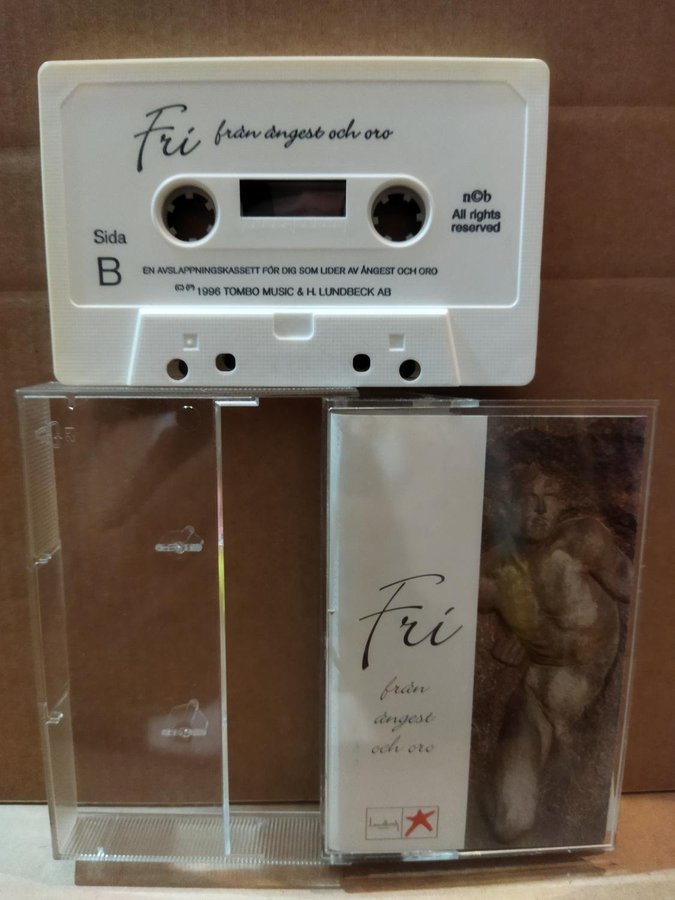 Fri från ångest och oro
n©b
All rights
reserved
Sida
B
EN AVSLAPPNINGSKASSETT FÖR DIG SOM LIDER AV ÅNGEST OCH ORO
(C) (P) 1996 TOMBO MUSIC & H. LUNDBECK AB
Fri
från
ångest
och oro